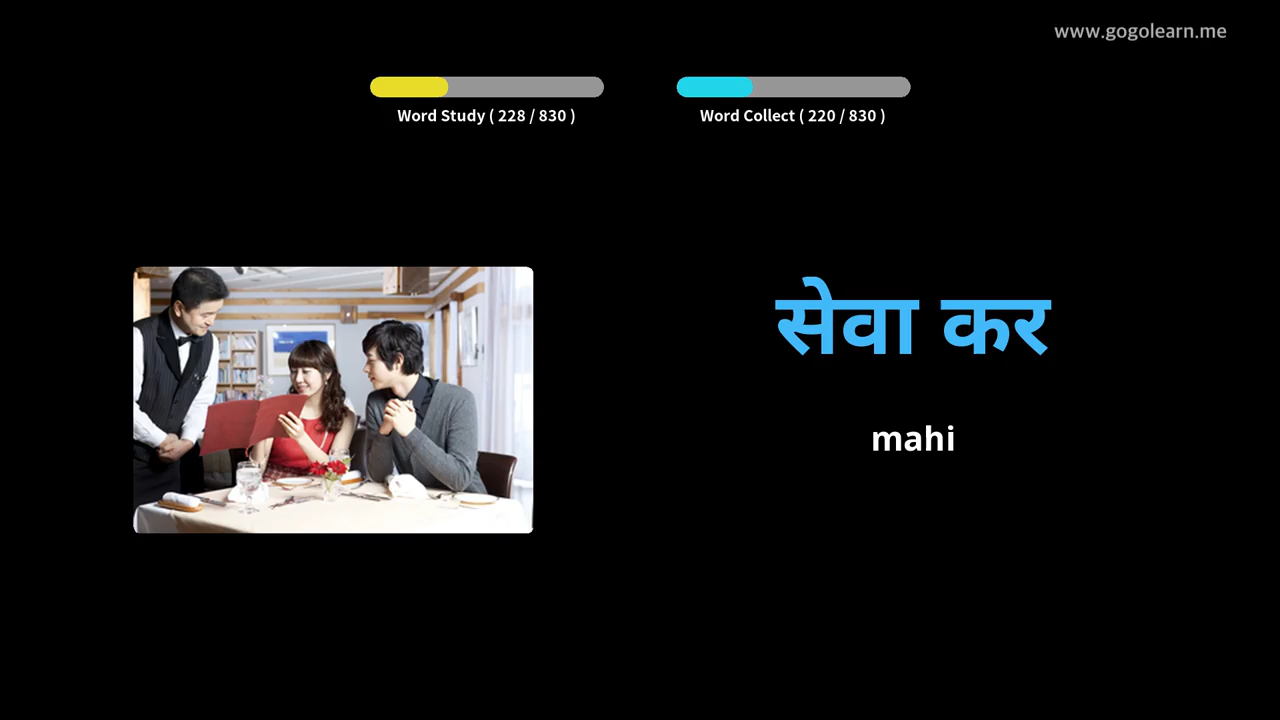 www.gogolearn.me
Word Study ( 228 / 830 )
Word Collect ( 220 / 830 )
सेवा कर
mahi